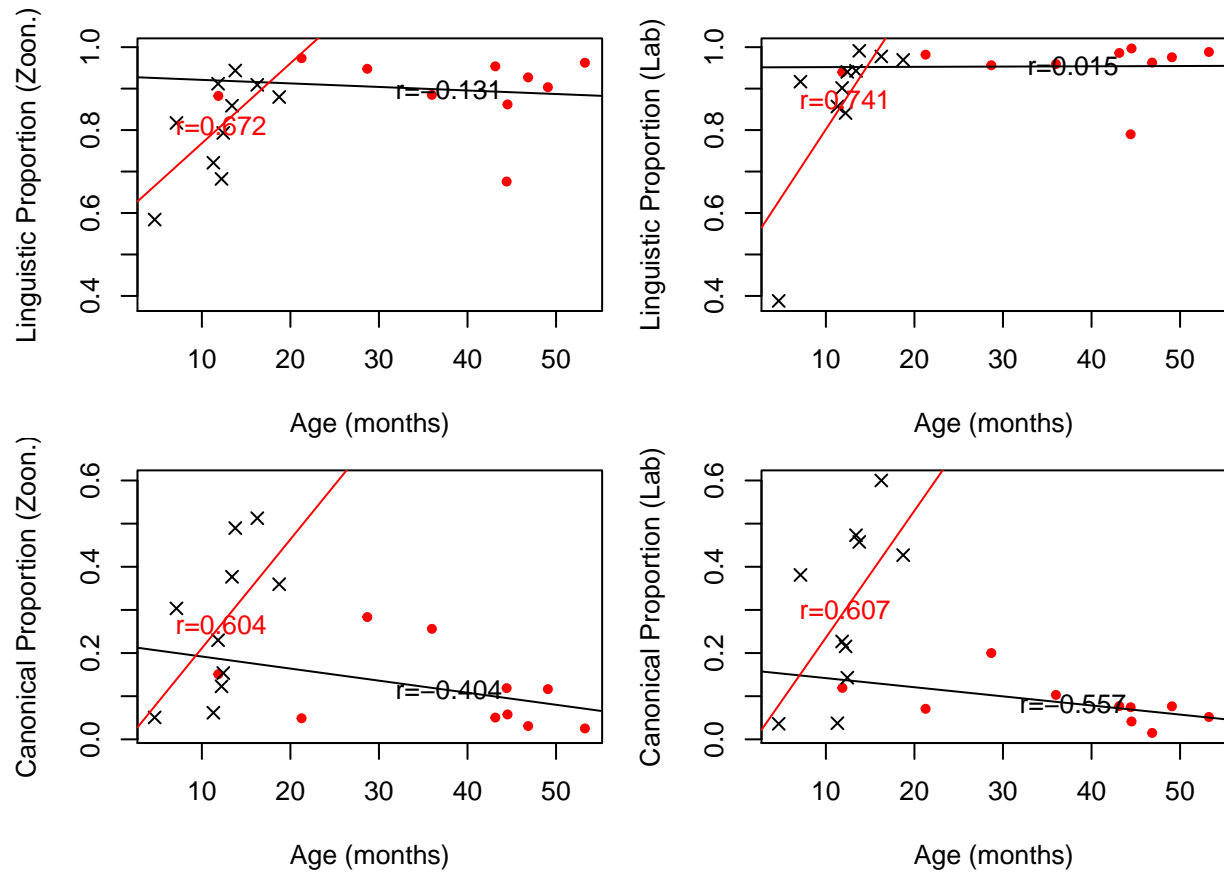 Linguistic Proportion (Zoon.)
1.0
0.8
0.6
0.4
r=0.672
r=−0.131
10 20 30 40 50
Age (months)
Linguistic Proportion (Lab)
1.0
0.8
0.6
0.4
r=0.741
r=0.015
10 20 30 40 50
Age (months)
Canonical Proportion (Zoon.)
0.6
0.4
0.2
0.0
r=0.604
r=−0.404
10 20 30 40 50
Age (months)
Canonical Proportion (Lab)
0.6
0.4
0.2
0.0
r=0.607
r=−0.557
10 20 30 40 50
Age (months)